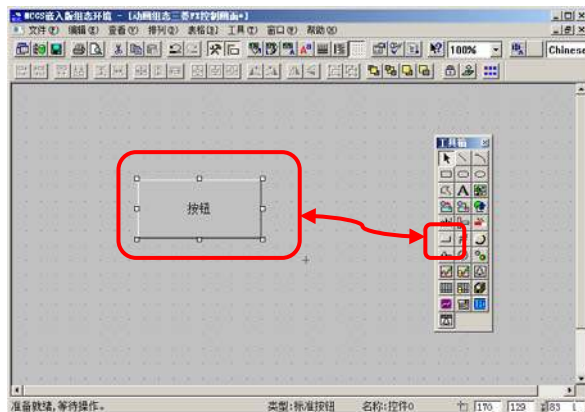 MCGS嵌入版组态环境 - [动画组态三菱FX控制画面*]
文件(F) 编辑(E) 查看(V) 排列(D) 表格(B) 工具(T) 窗口(W) 帮助(H)
100% Chinese
工具箱
A
按钮
准备就绪,等待操作。 类型:标准按钮 名称:控件0 170 129 183